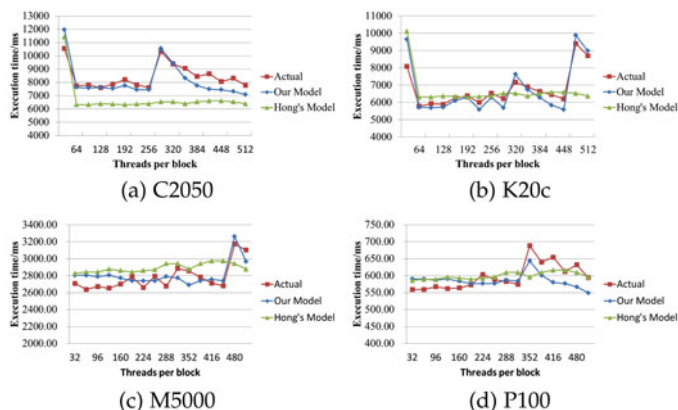 13000
12000
11000
10000
9000
8000
7000
6000
5000
4000
Execution time/ms
64 128 192 256 320 384 448 512
Threads per block
Actual
Our Model
Hong's Model
(a) C2050
11000
10000
9000
8000
7000
6000
5000
4000
Execution time/ms
64 128 192 256 320 384 448 512
Threads per block
Actual
Our Model
Hong's Model
(b) K20c
3400.00
3200.00
3000.00
2800.00
2600.00
2400.00
2200.00
2000.00
Execution time/ms
32 96 160 224 288 352 416 480
Threads per block
Actual
Our Model
Hong's Model
(c) M5000
750.00
700.00
650.00
600.00
550.00
500.00
450.00
400.00
Execution time/ms
32 96 160 224 288 352 416 480
Threads per block
Actual
Our Model
Hong's Model
(d) P100